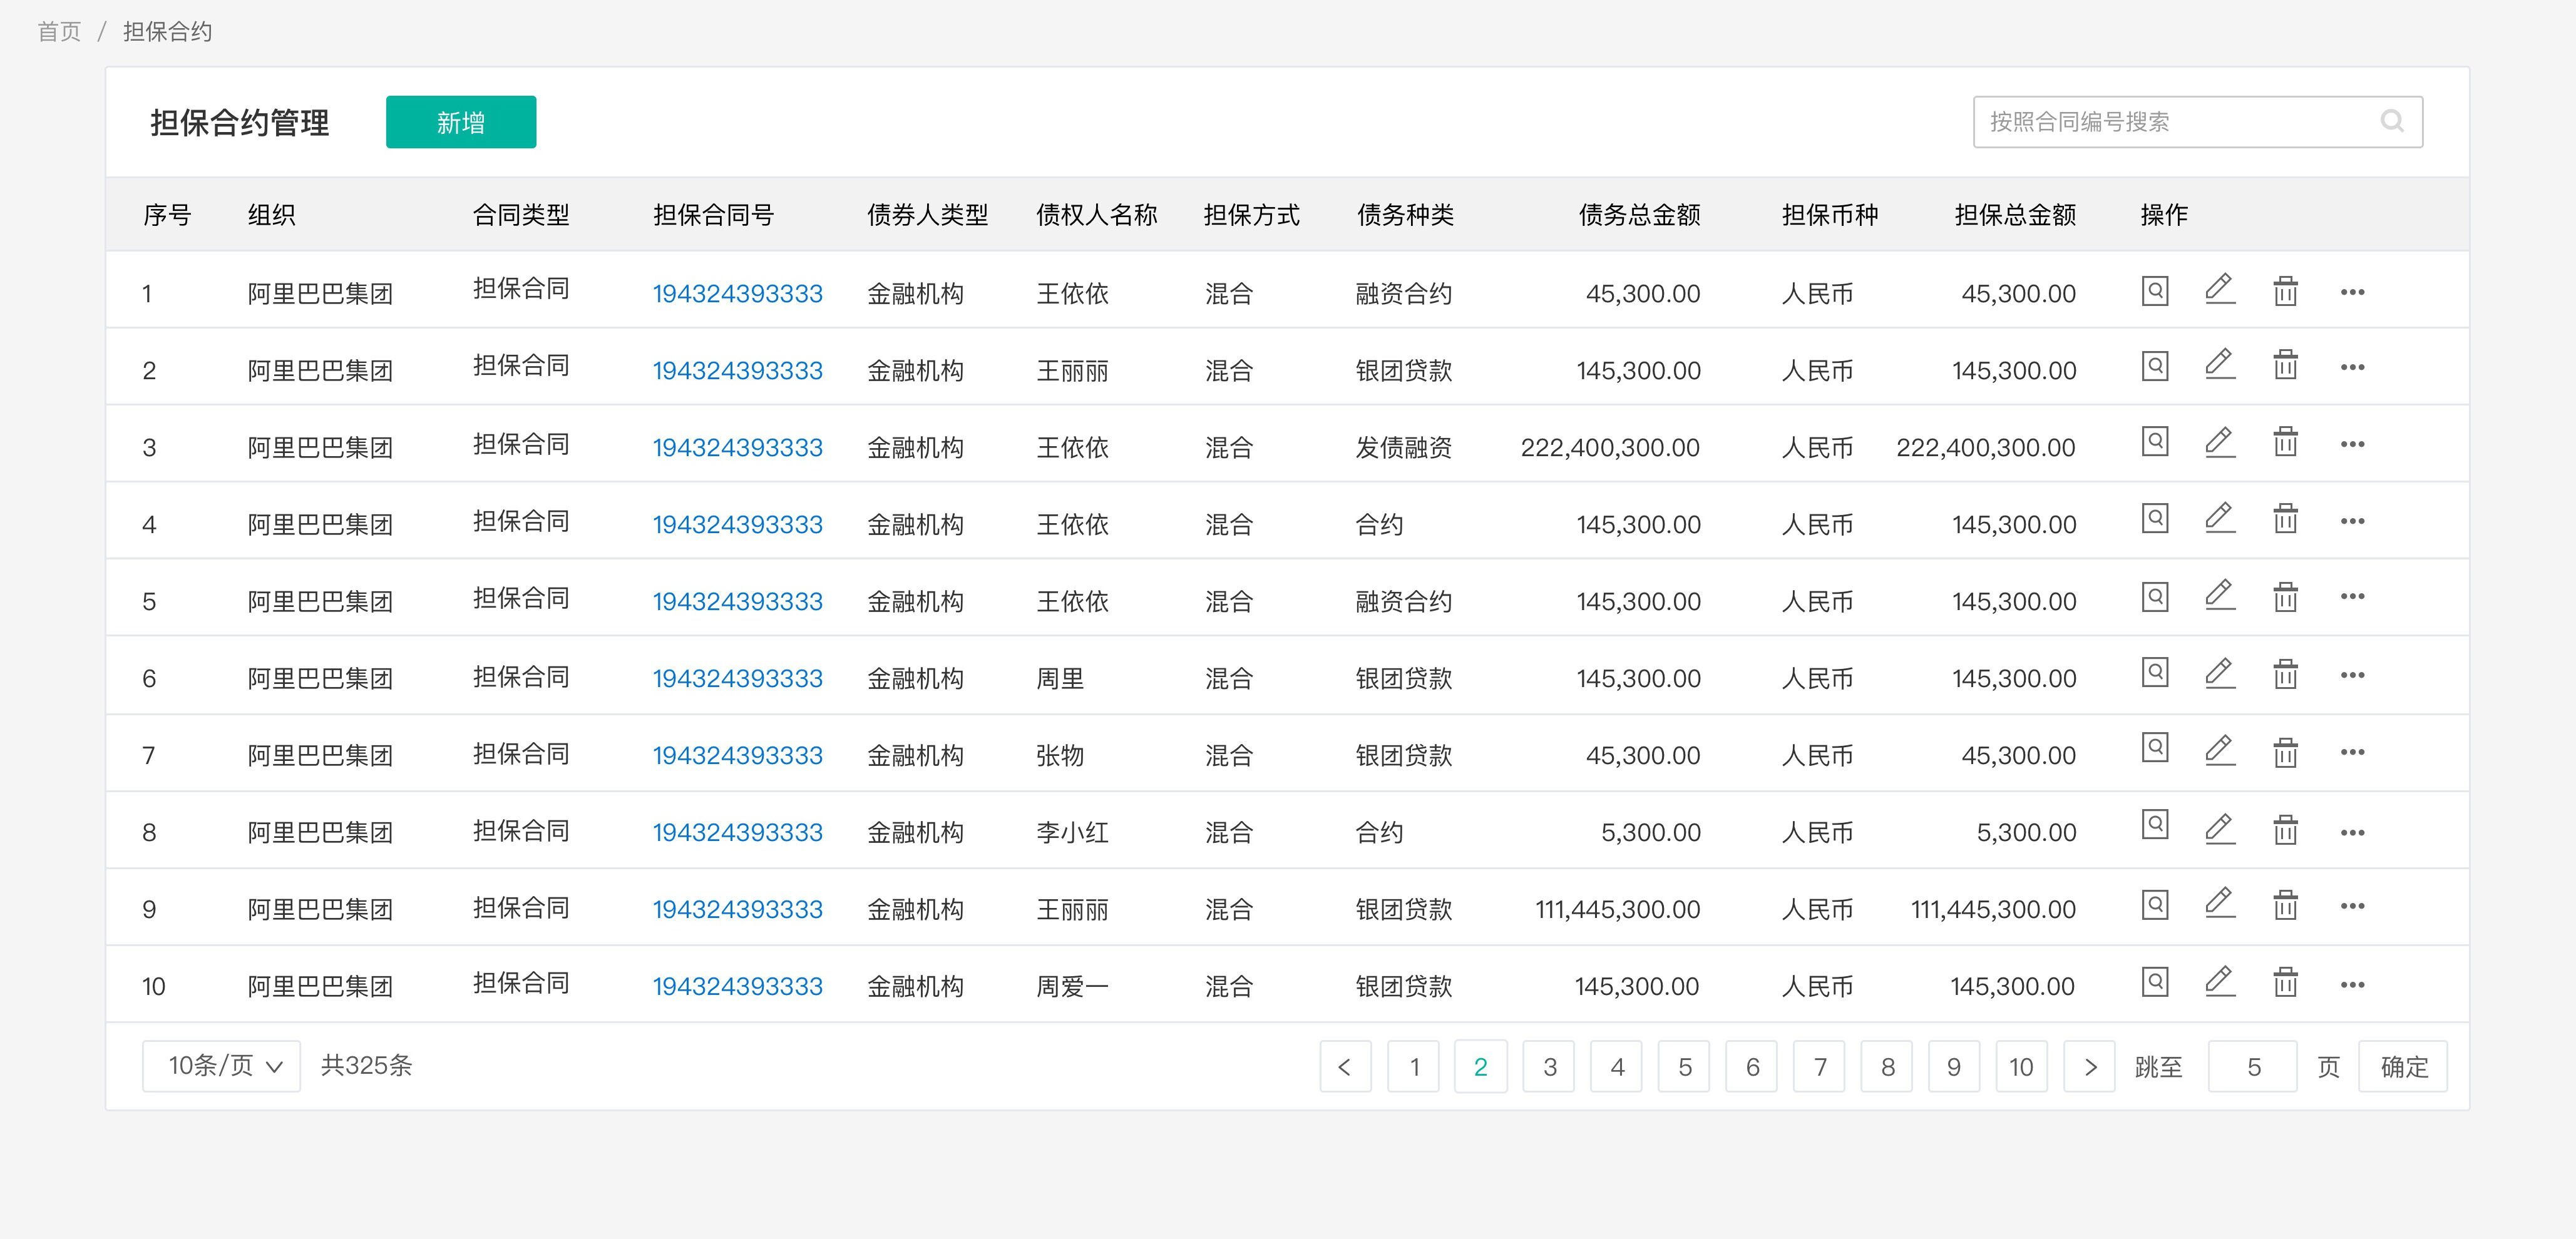 首页 / 担保合约
担保合约管理 新增 按照合同编号搜索
序号 组织 合同类型 担保合同号 债券人类型 债权人名称 担保方式 债务种类 债务总金额 担保币种 担保总金额 操作
1 阿里巴巴集团 担保合同 194324393333 金融机构 王依依 混合 融资合约 45,300.00 人民币 45,300.00
2 阿里巴巴集团 担保合同 194324393333 金融机构 王丽丽 混合 银团贷款 145,300.00 人民币 145,300.00
3 阿里巴巴集团 担保合同 194324393333 金融机构 王依依 混合 发债融资 222,400,300.00 人民币 222,400,300.00
4 阿里巴巴集团 担保合同 194324393333 金融机构 王依依 混合 合约 145,300.00 人民币 145,300.00
5 阿里巴巴集团 担保合同 194324393333 金融机构 王依依 混合 融资合约 145,300.00 人民币 145,300.00
6 阿里巴巴集团 担保合同 194324393333 金融机构 周里 混合 银团贷款 145,300.00 人民币 145,300.00
7 阿里巴巴集团 担保合同 194324393333 金融机构 张物 混合 银团贷款 45,300.00 人民币 45,300.00
8 阿里巴巴集团 担保合同 194324393333 金融机构 李小红 混合 合约 5,300.00 人民币 5,300.00
9 阿里巴巴集团 担保合同 194324393333 金融机构 王丽丽 混合 银团贷款 111,445,300.00 人民币 111,445,300.00
10 阿里巴巴集团 担保合同 194324393333 金融机构 周爱一 混合 银团贷款 145,300.00 人民币 145,300.00
10条/页 共325条 < 1 2 3 4 5 6 7 8 9 10 > 跳至 5 页 确定